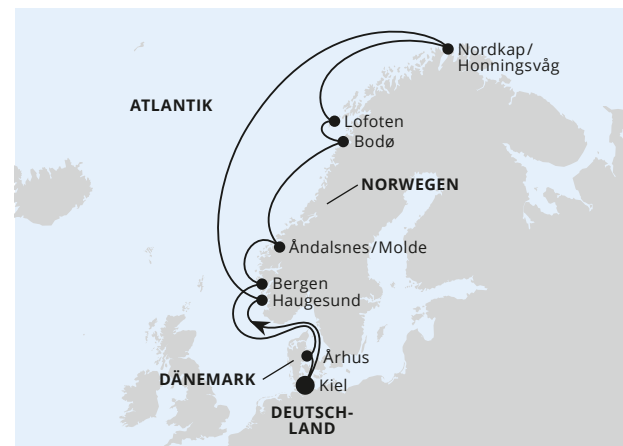 Nordkap/
Honningsvåg
ATLANTIK
Lofoten
Bodø
NORWEGEN
Åndalsnes/Molde
Bergen
Haugesund
Århus
DÄNEMARK
Kiel
DEUTSCH-
LAND